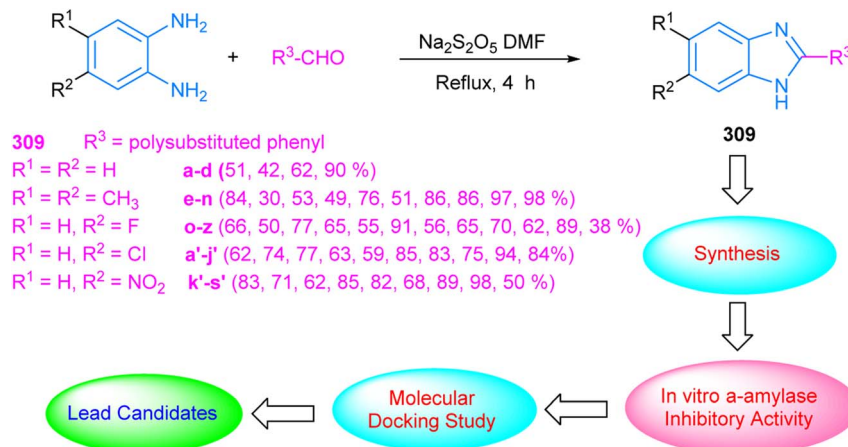 R¹
NH₂
R²
NH₂
+
R³-CHO
Na₂S₂O₅ DMF
Reflux, 4 h
R¹
R²
N
N
H
R³
309
309 R³ = polysubstituted phenyl
R¹ = R² = H a-d (51, 42, 62, 90 %)
R¹ = R² = CH₃ e-n (84, 30, 53, 49, 76, 51, 86, 86, 97, 98 %)
R¹ = H, R² = F o-z (66, 50, 77, 65, 55, 91, 56, 65, 70, 62, 89, 38 %)
R¹ = H, R² = Cl a'-j' (62, 74, 77, 63, 59, 85, 83, 75, 94, 84%)
R¹ = H, R² = NO₂ k'-s' (83, 71, 62, 85, 82, 68, 89, 98, 50 %)
Synthesis
In vitro a-amylase
Inhibitory Activity
Molecular
Docking Study
Lead Candidates